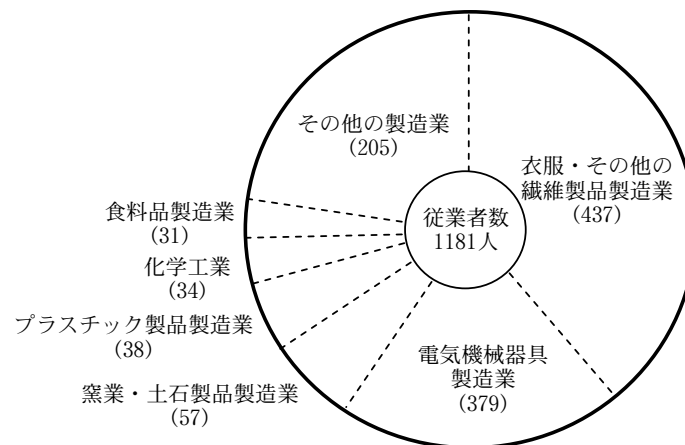 その他の製造業
(205)
衣服・その他の
繊維製品製造業
(437)
従業者数
1181人
食料品製造業
(31)
化学工業
(34)
プラスチック製品製造業
(38)
電気機械器具
製造業
(379)
窯業・土石製品製造業
(57)